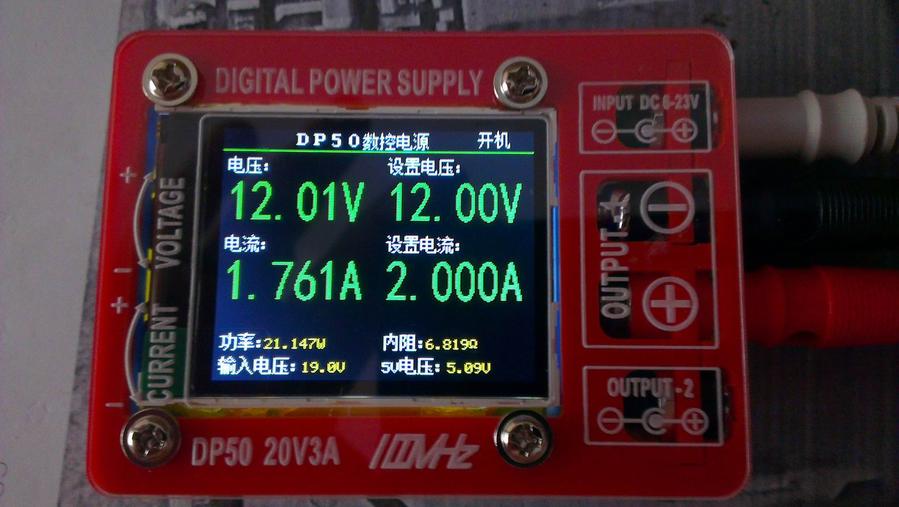 DIGITAL POWER SUPPLY
INPUT DC 6-23V
DP50数控电源 开机
电压: 设置电压:
12.01V 12.00V
电流: 设置电流:
1.761A 2.000A
功率:21.147W 内阻:6.819Ω
输入电压:19.0V 5V电压:5.09V
+
VOLTAGE
-
+
CURRENT
-
- +
OUTPUT-1
-
+
OUTPUT-2
- +
DP50 20V3A